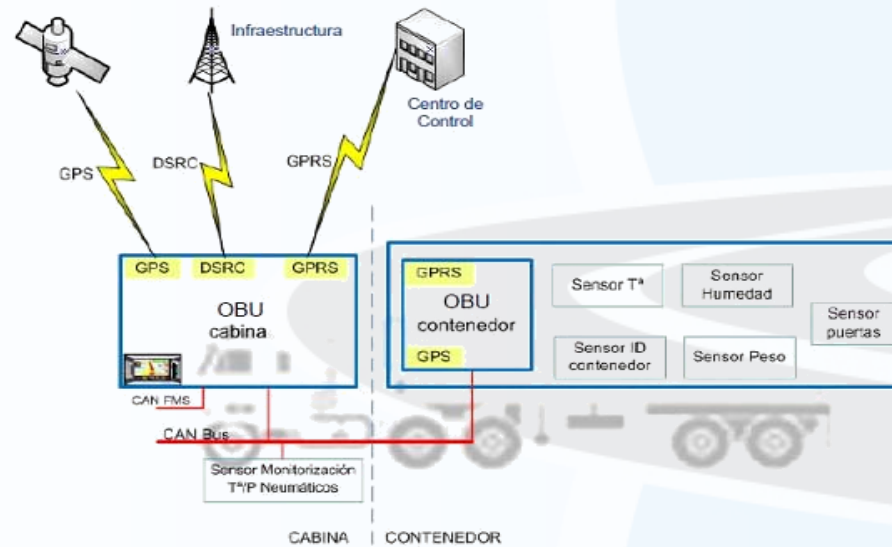 Infraestructura
Centro de
Control
GPS
DSRC
GPRS
GPS
DSRC
GPRS
OBU
cabina
GPRS
OBU
contenedor
GPS
Sensor Tª
Sensor
Humedad
Sensor
puertas
Sensor ID
contenedor
Sensor Peso
CAN FMS
CAN Bus
Sensor Monitorización
Tª/P Neumáticos
CABINA
CONTENEDOR